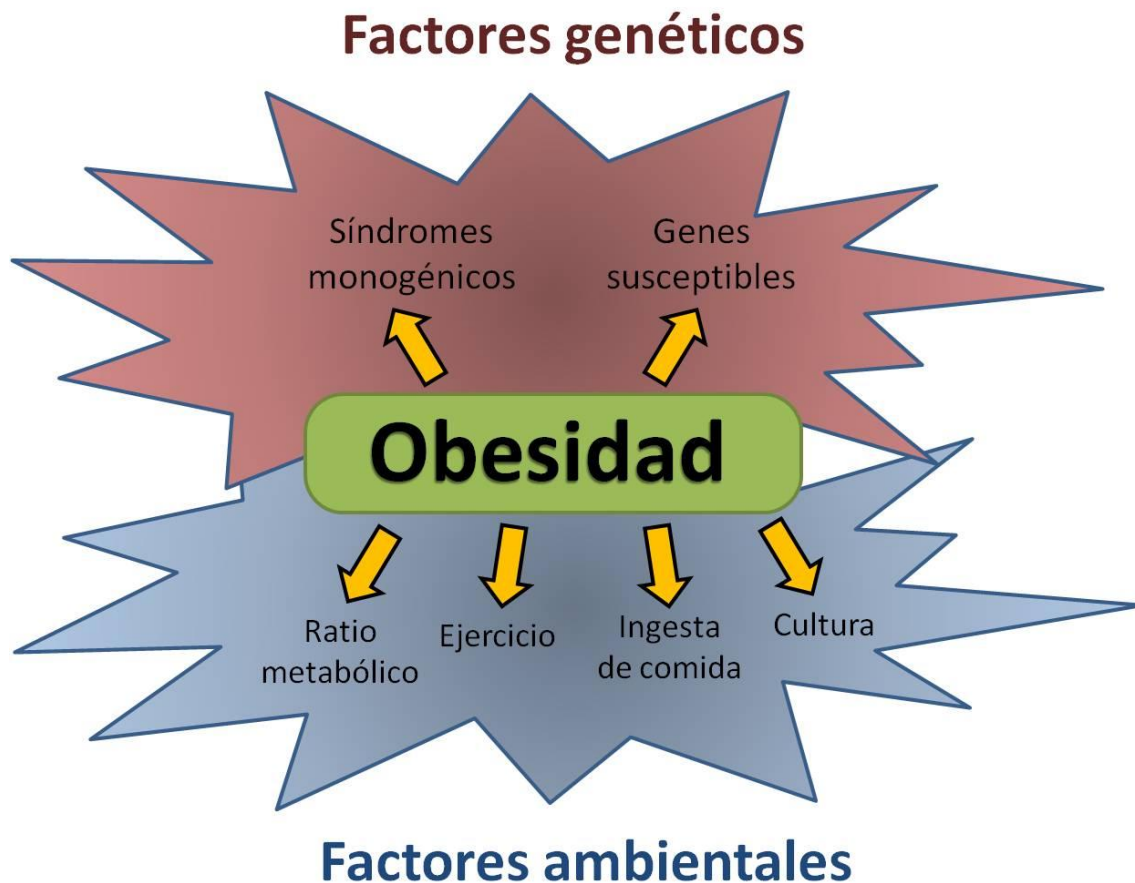 Factores genéticos
Síndromes
monogénicos
Genes
susceptibles
Obesidad
Ratio
metabólico
Ejercicio
Ingesta
de comida
Cultura
Factores ambientales